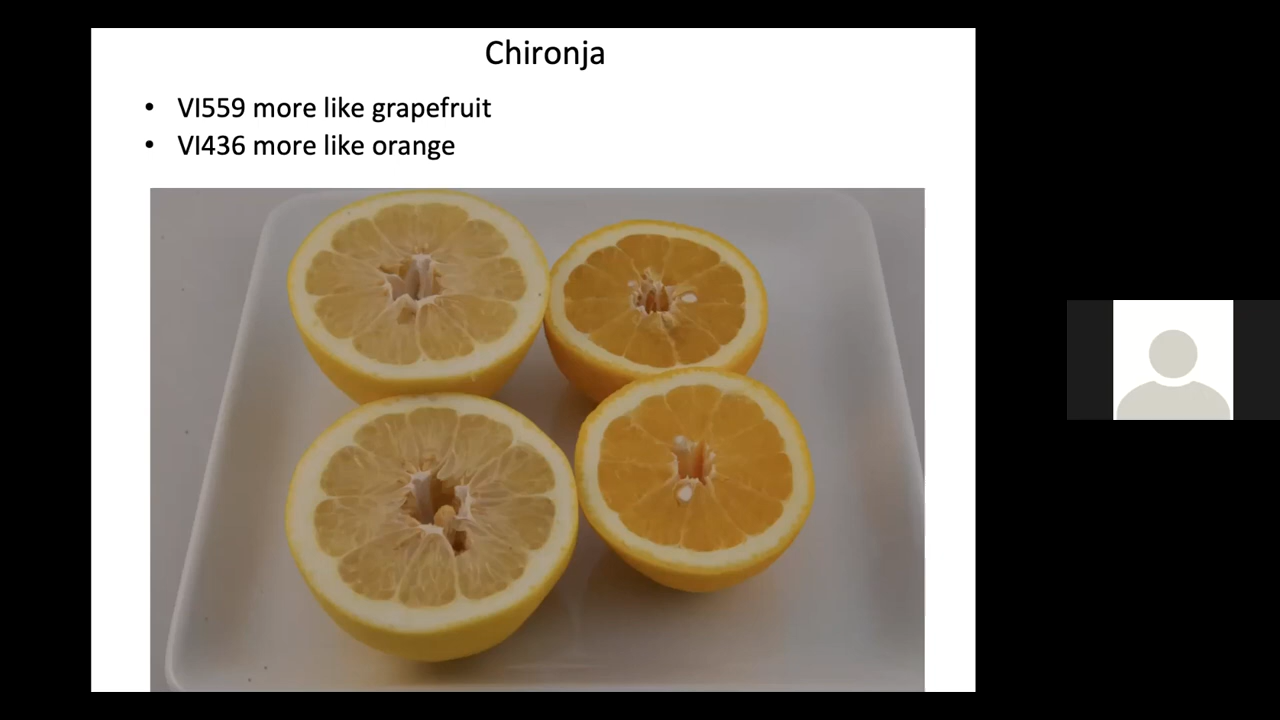 Chironja
• VI559 more like grapefruit
• VI436 more like orange